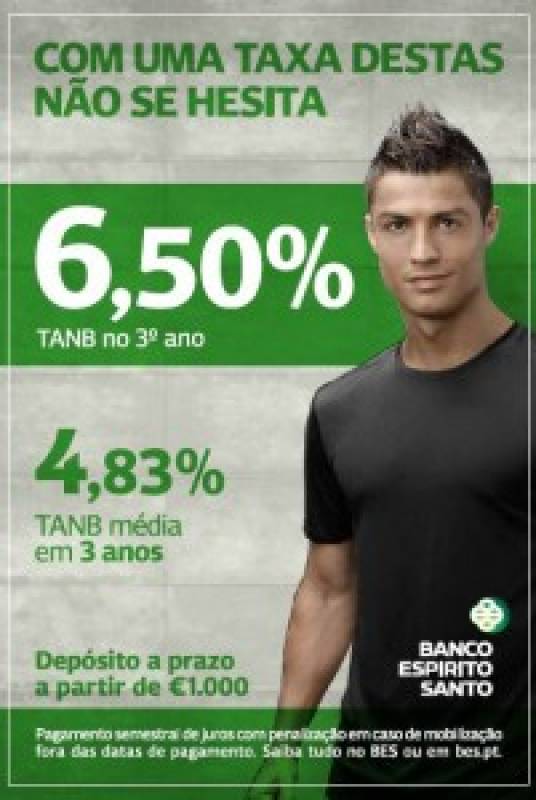 COM UMA TAXA DESTAS
NÃO SE HESITA
6,50%
TANB no 3º ano
4,83%
TANB média
em 3 anos
Depósito a prazo
a partir de €1.000
BANCO
ESPIRITO
SANTO
Pagamento semestral de juros com penalização em caso de mobilização
fora das datas de pagamento. Saiba tudo no BES ou em bes.pt.